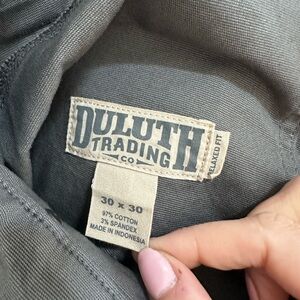 DULUTH
TRADING
CO
RELAXED FIT
30 x 30
97% COTTON
3% SPANDEX
MADE IN INDONESIA